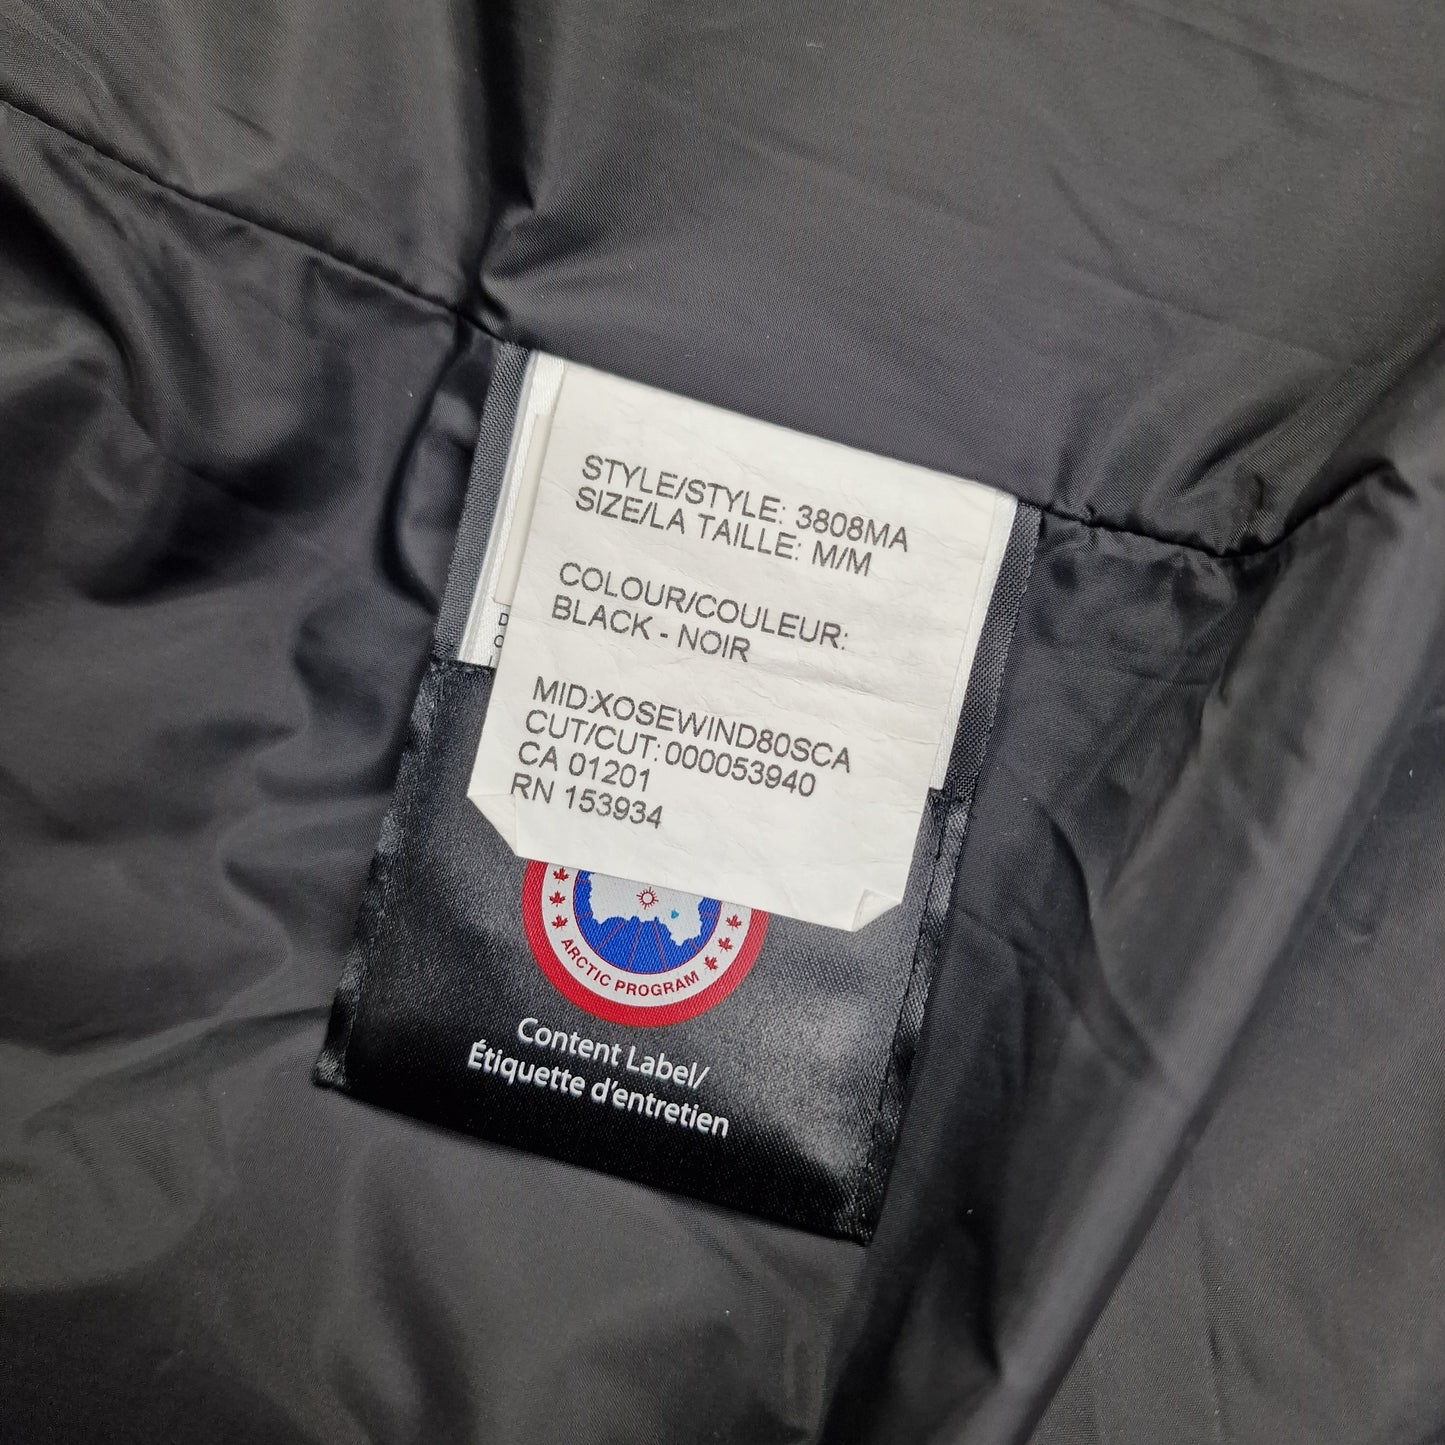 STYLE/STYLE: 3808MA
SIZE/LA TAILLE: M/M
COLOUR/COULEUR:
BLACK - NOIR
MID:XOSEWIND80SCA
CUT/CUT: 000053940
CA 01201
RN 153934
ARCTIC PROGRAM
Content Label/
Étiquette d'entretien